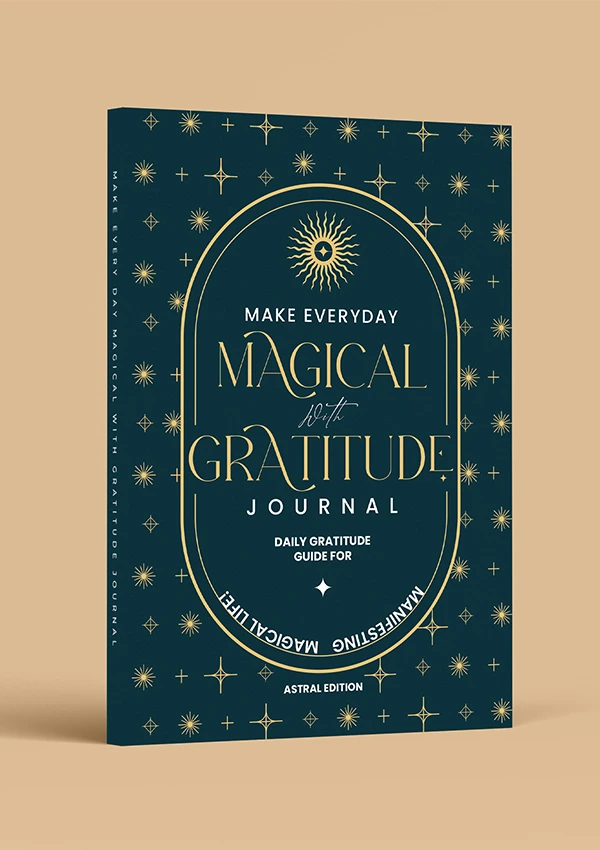 MAKE EVERY DAY MAGICAL WITH GRATITUDE JOURNAL
MAKE EVERYDAY
MAGICAL
with
GRATITUDE
JOURNAL
DAILY GRATITUDE
GUIDE FOR
MANIFESTING MAGICAL LIFE!
ASTRAL EDITION